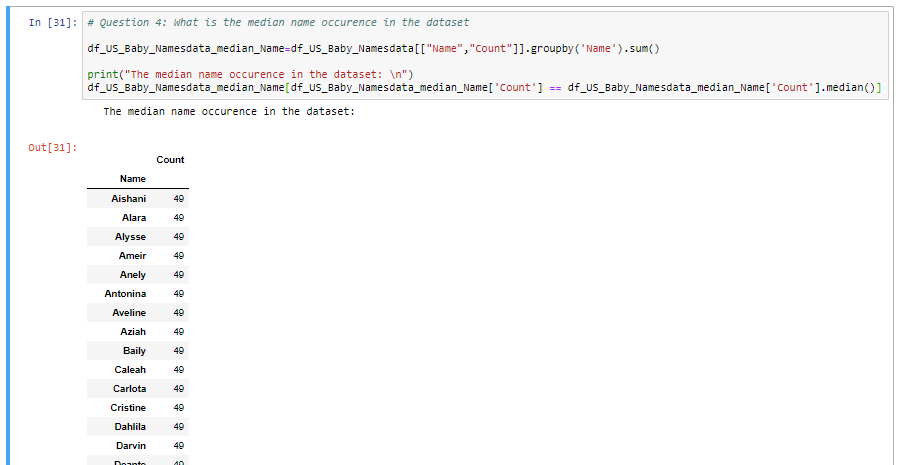 In [31]: # Question 4: What is the median name occurence in the dataset
df_US_Baby_Namesdata_median_Name=df_US_Baby_Namesdata[["Name","Count"]].groupby('Name').sum()
print("The median name occurence in the dataset: \n")
df_US_Baby_Namesdata_median_Name[df_US_Baby_Namesdata_median_Name['Count'] == df_US_Baby_Namesdata_median_Name['Count'].median()]
The median name occurence in the dataset:
Out[31]:
Count
Name
Aishani 49
Alara 49
Alysse 49
Ameir 49
Anely 49
Antonina 49
Aveline 49
Aziah 49
Baily 49
Caleah 49
Carlota 49
Cristine 49
Dahlila 49
Darvin 49